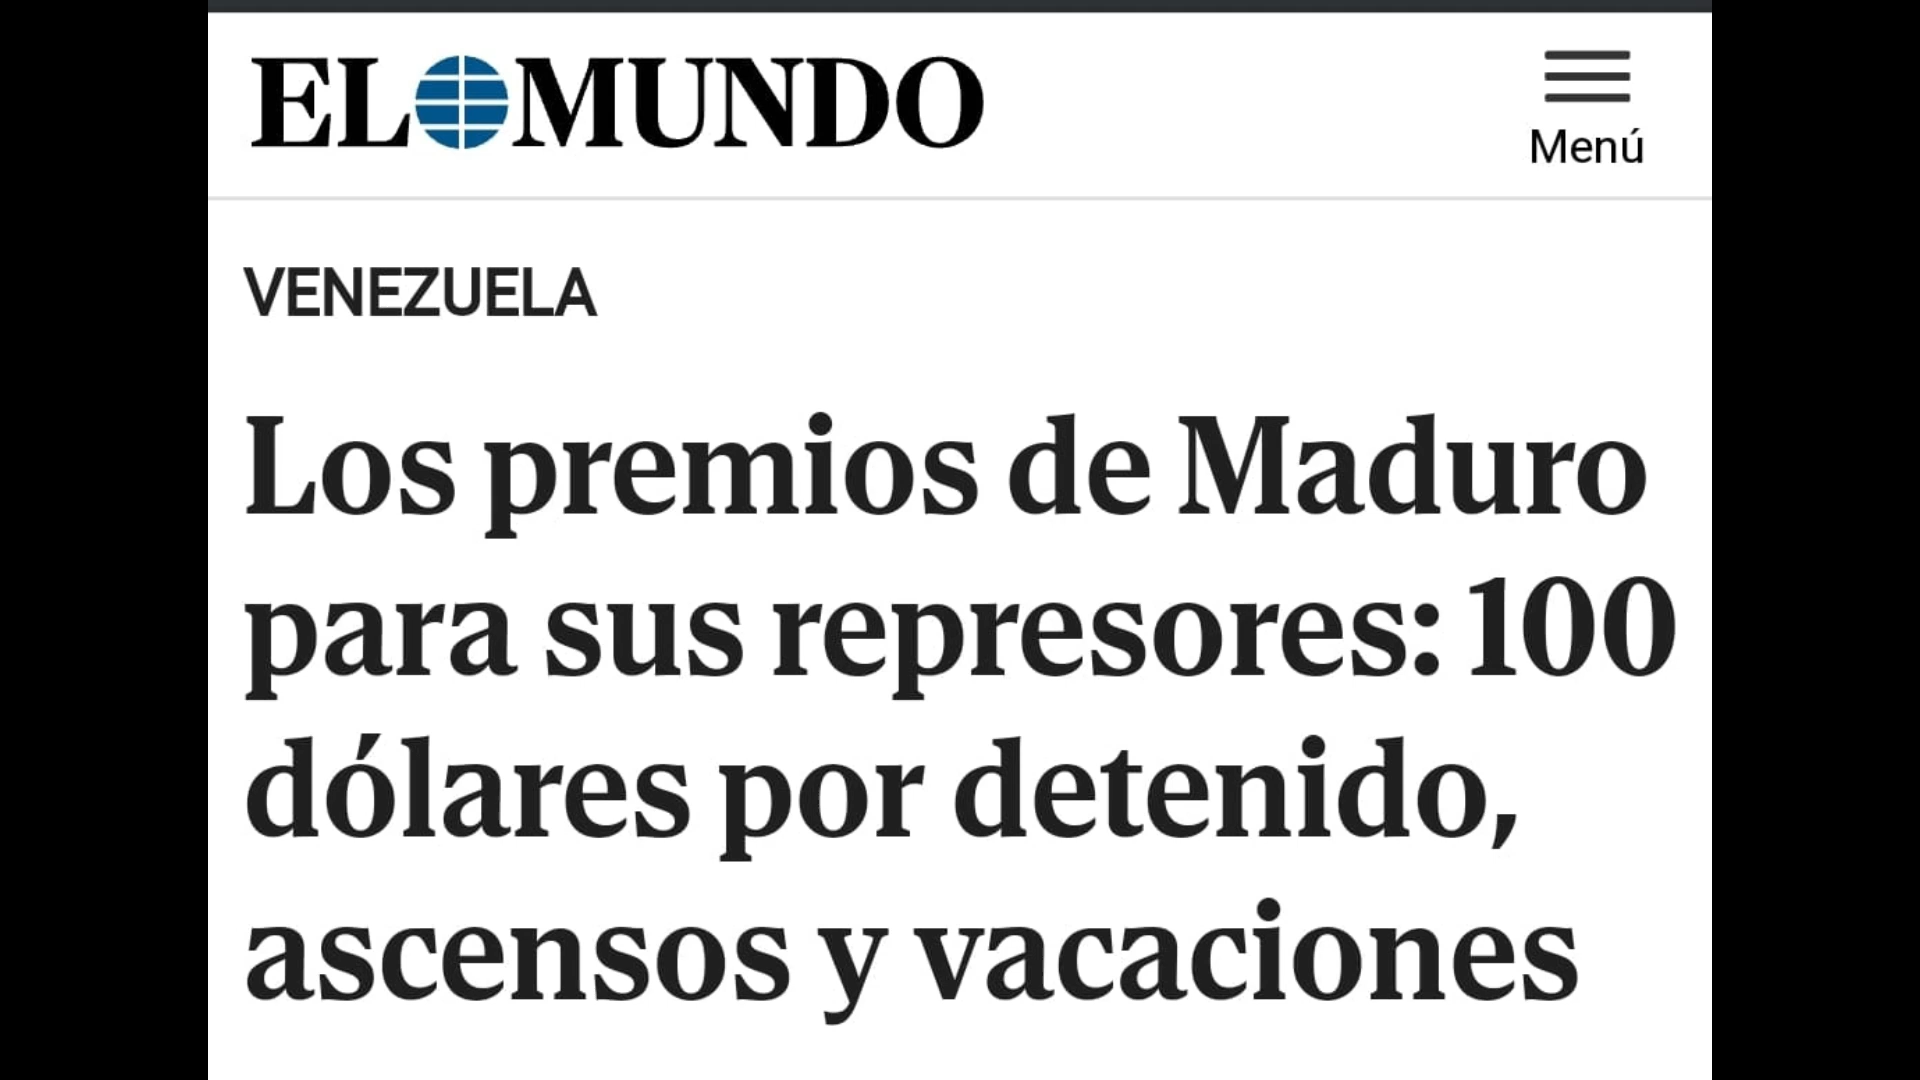 EL MUNDO
Menú
VENEZUELA
Los premios de Maduro
para sus represores: 100
dólares por detenido,
ascensos y vacaciones